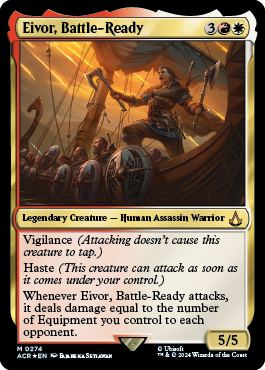 Eivor, Battle-Ready 3
Legendary Creature — Human Assassin Warrior
Vigilance (Attacking doesn't cause this
creature to tap.)
Haste (This creature can attack as soon as
it comes under your control.)
Whenever Eivor, Battle-Ready attacks,
it deals damage equal to the
number of Equipment you control to each
opponent.
5/5
M 0274
ACR EN
© Ubisoft
™ & © 2024 Wizards of the Coast